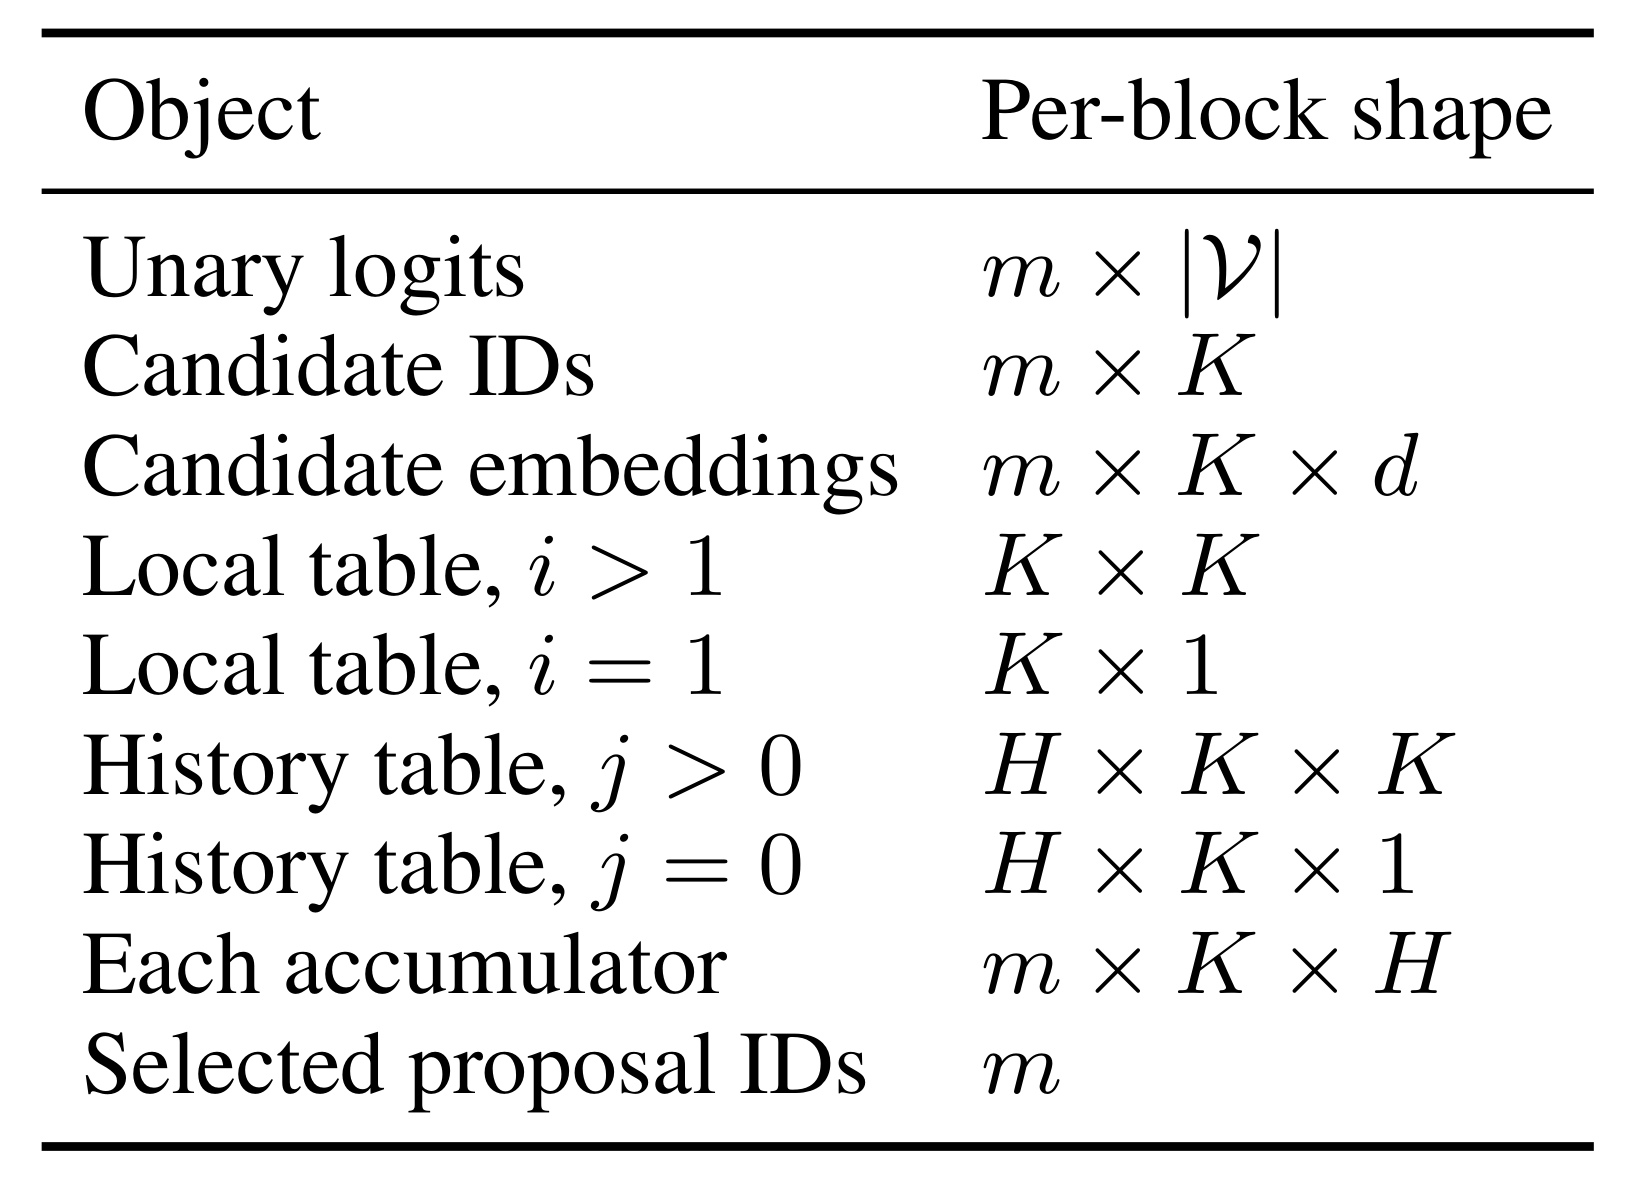 Object Per-block shape
Unary logits m × |𝒱|
Candidate IDs m × K
Candidate embeddings m × K × d
Local table, i > 1 K × K
Local table, i = 1 K × 1
History table, j > 0 H × K × K
History table, j = 0 H × K × 1
Each accumulator m × K × H
Selected proposal IDs m